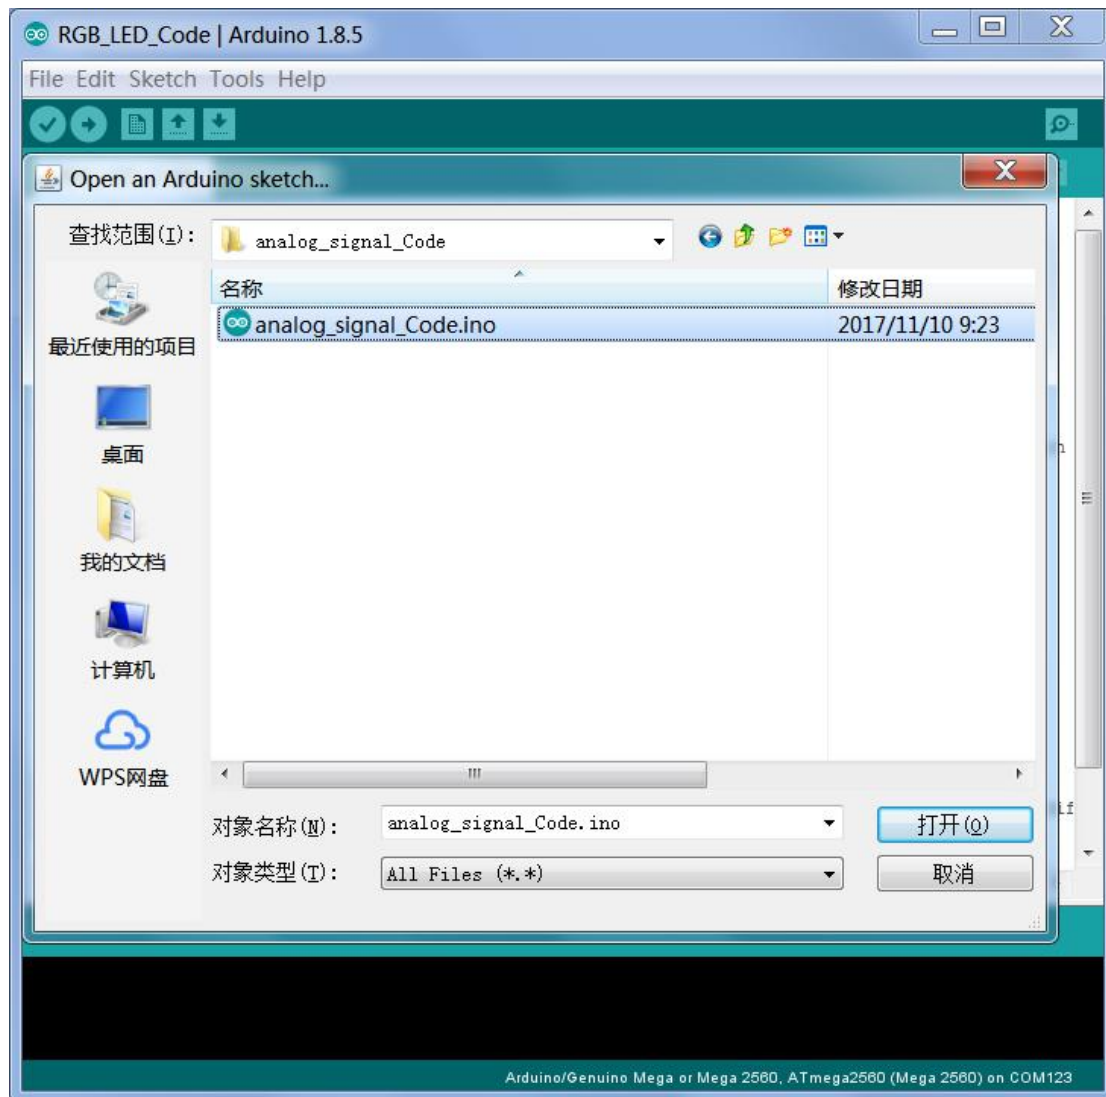 RGB_LED_Code | Arduino 1.8.5
File Edit Sketch Tools Help
Open an Arduino sketch...
查找范围(I):
analog_signal_Code
名称
修改日期
analog_signal_Code.ino
2017/11/10 9:23
最近使用的项目
桌面
我的文档
计算机
WPS网盘
对象名称(N):
analog_signal_Code.ino
打开(O)
对象类型(T):
All Files (*.*)
取消
n
if
Arduino/Genuino Mega or Mega 2560, ATmega2560 (Mega 2560) on COM123